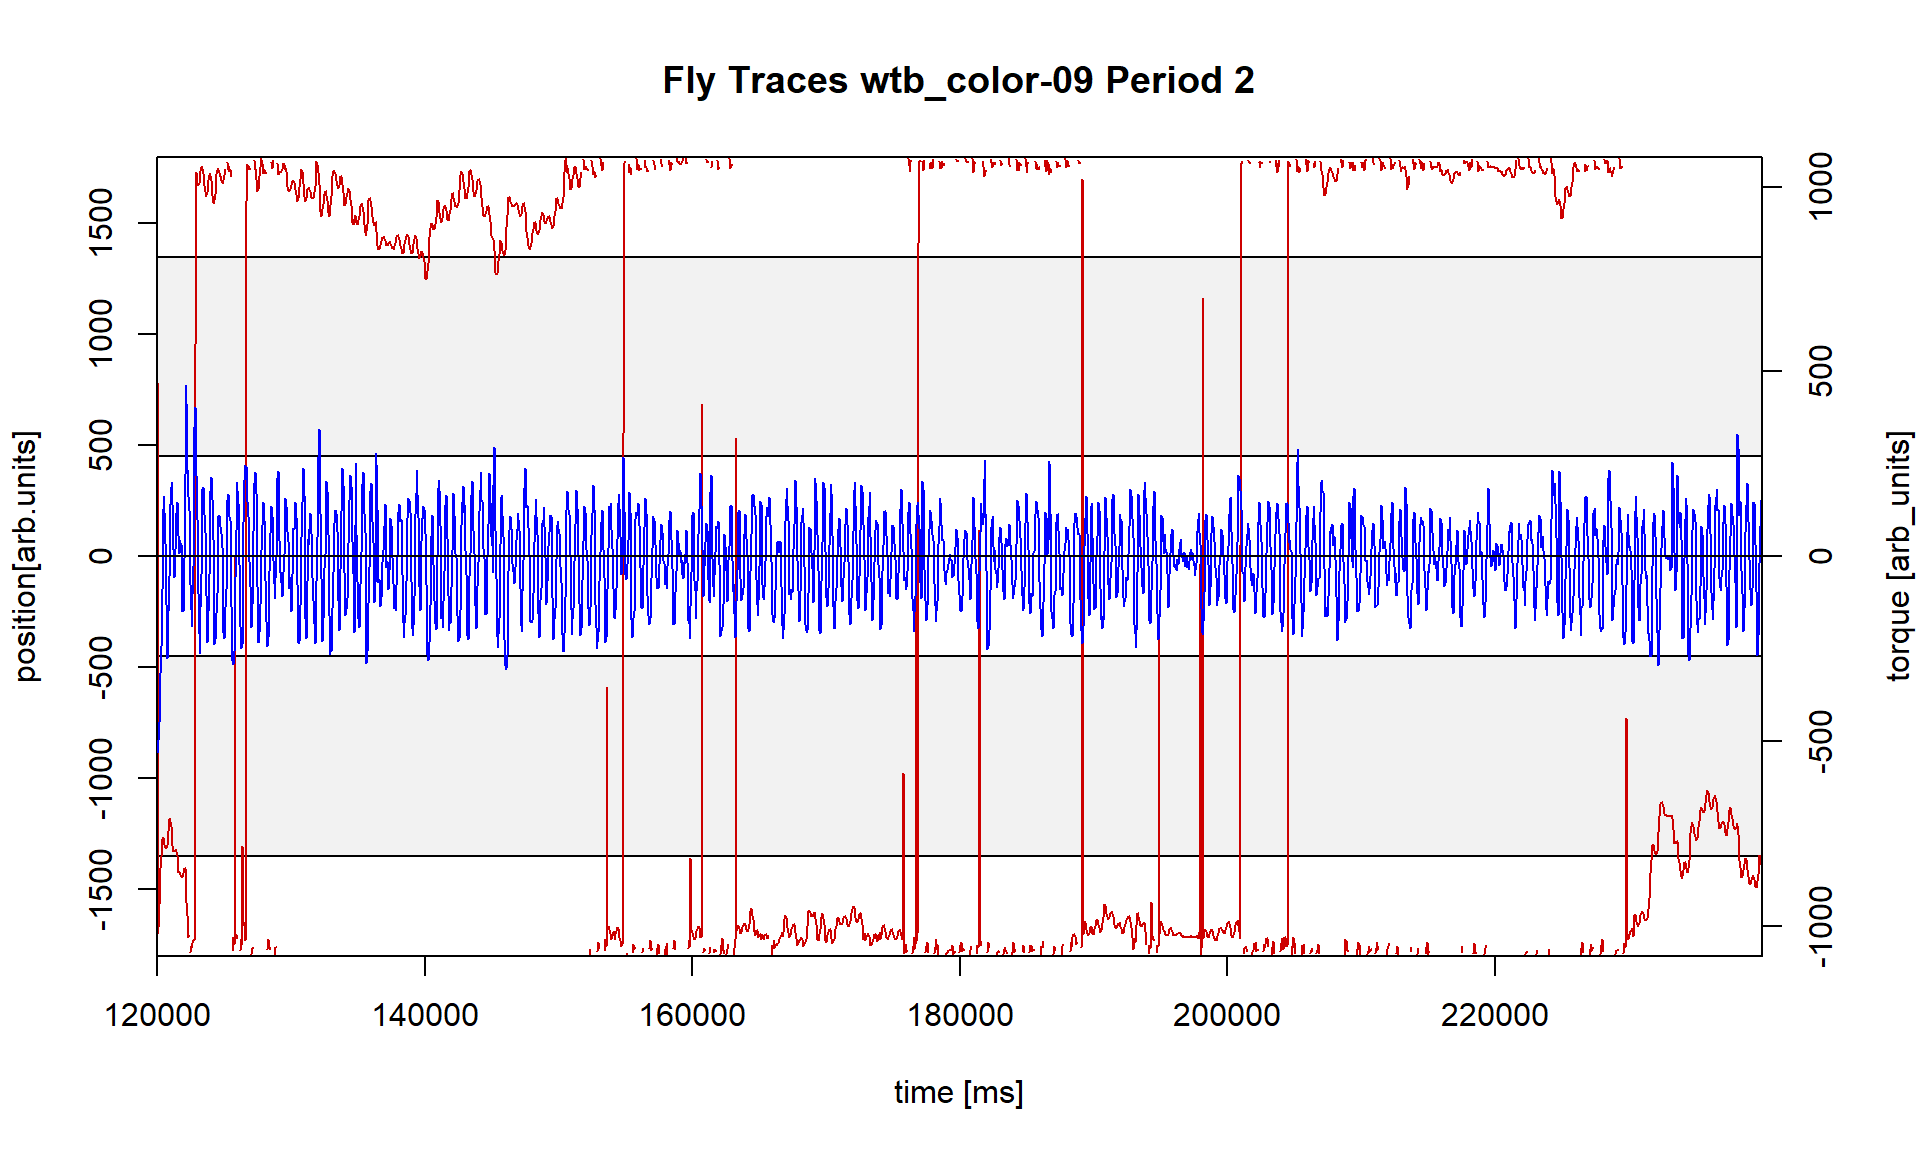 Fly Traces wtb_color-09 Period 2
position[arb.units]
1500
1000
500
0
-500
-1000
-1500
1000
500
0
-500
-1000
torque [arb_units]
120000 140000 160000 180000 200000 220000
time [ms]